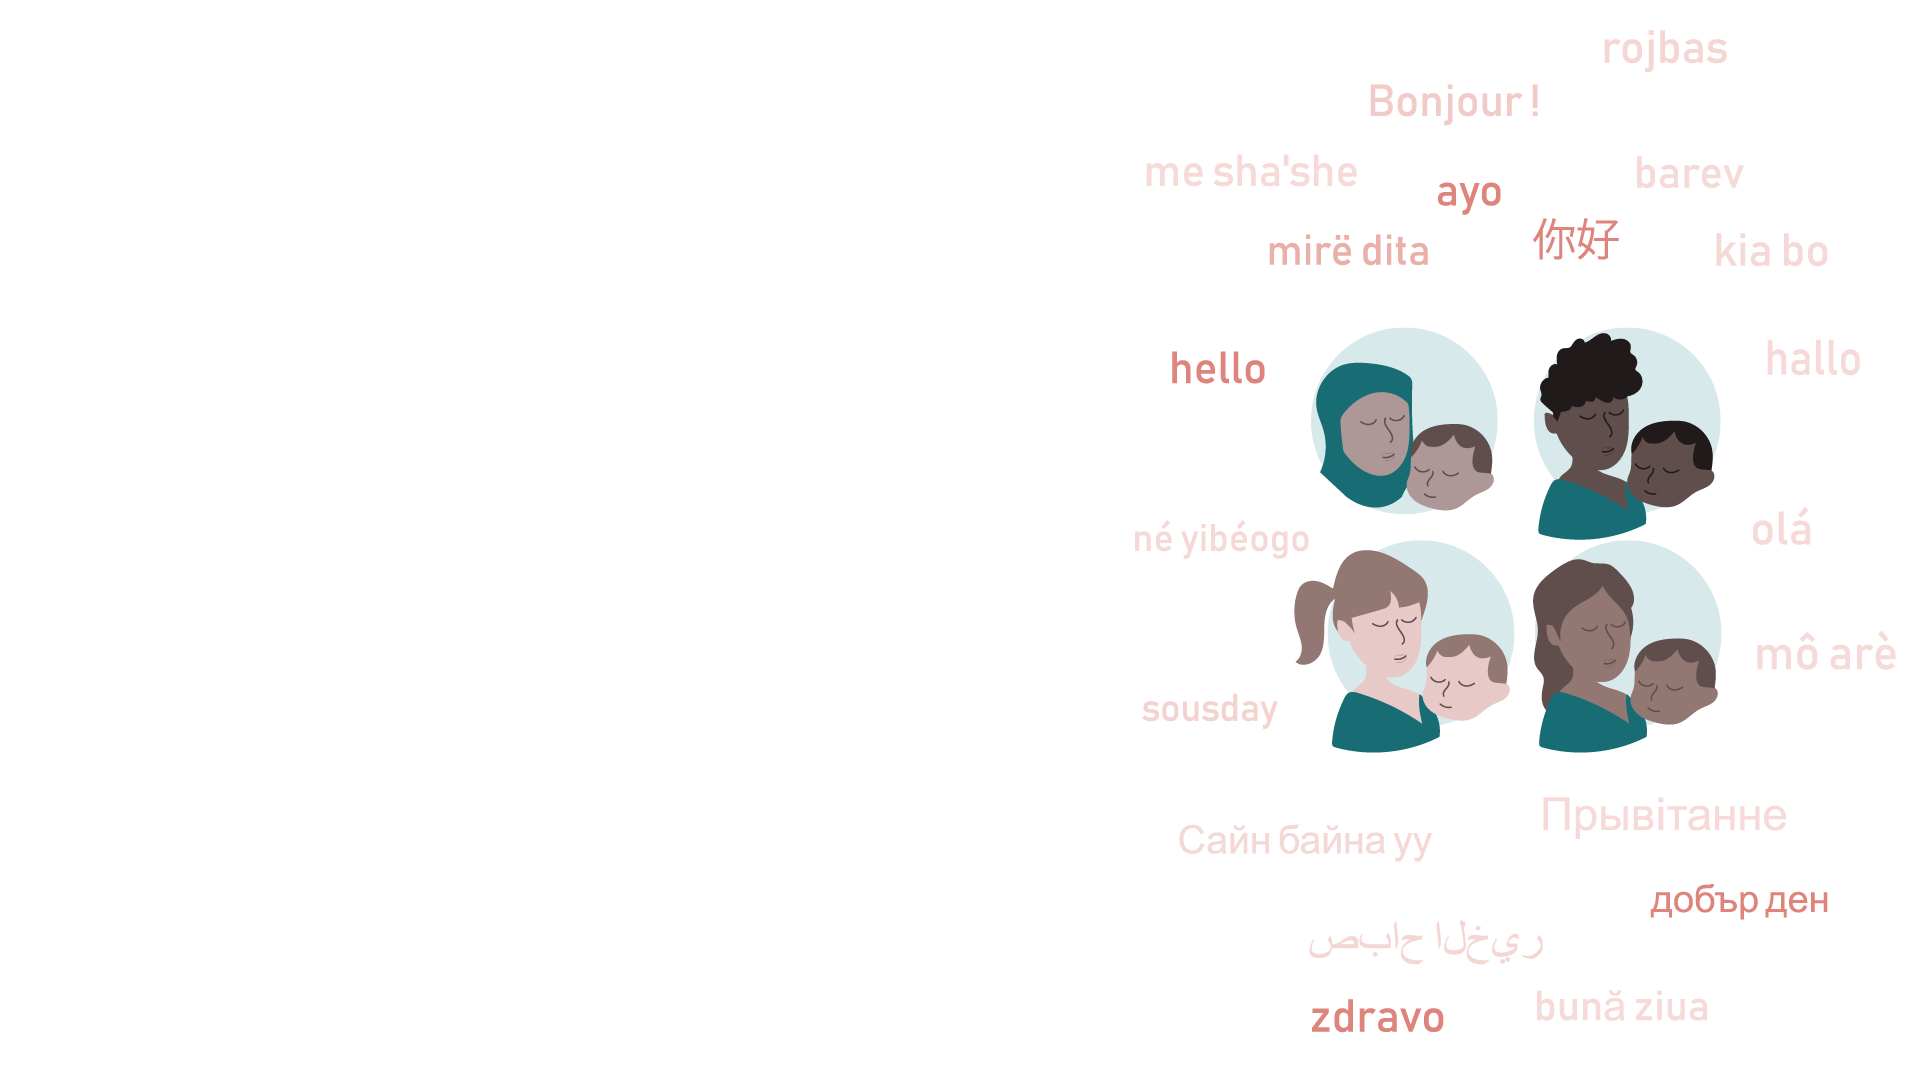 rojbas
Bonjour !
me sha'she
ayo
barev
mirë dita
你好
kia bo
hello
hallo
né yibéogo
olá
mô arè
sousday
Прывітанне
Сайн байна уу
добър ден
صباح الخير
zdravo
bună ziua